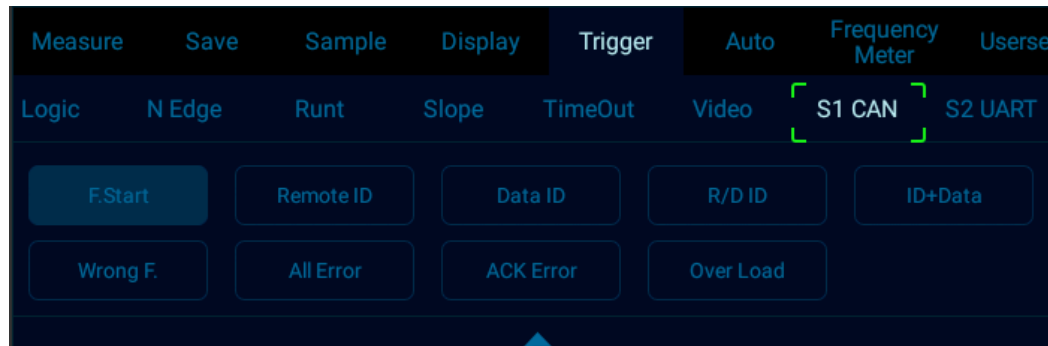 Measure Save Sample Display Trigger Auto Frequency Meter Userse
Logic N Edge Runt Slope TimeOut Video S1 CAN S2 UART
F.Start Remote ID Data ID R/D ID ID+Data
Wrong F. All Error ACK Error Over Load